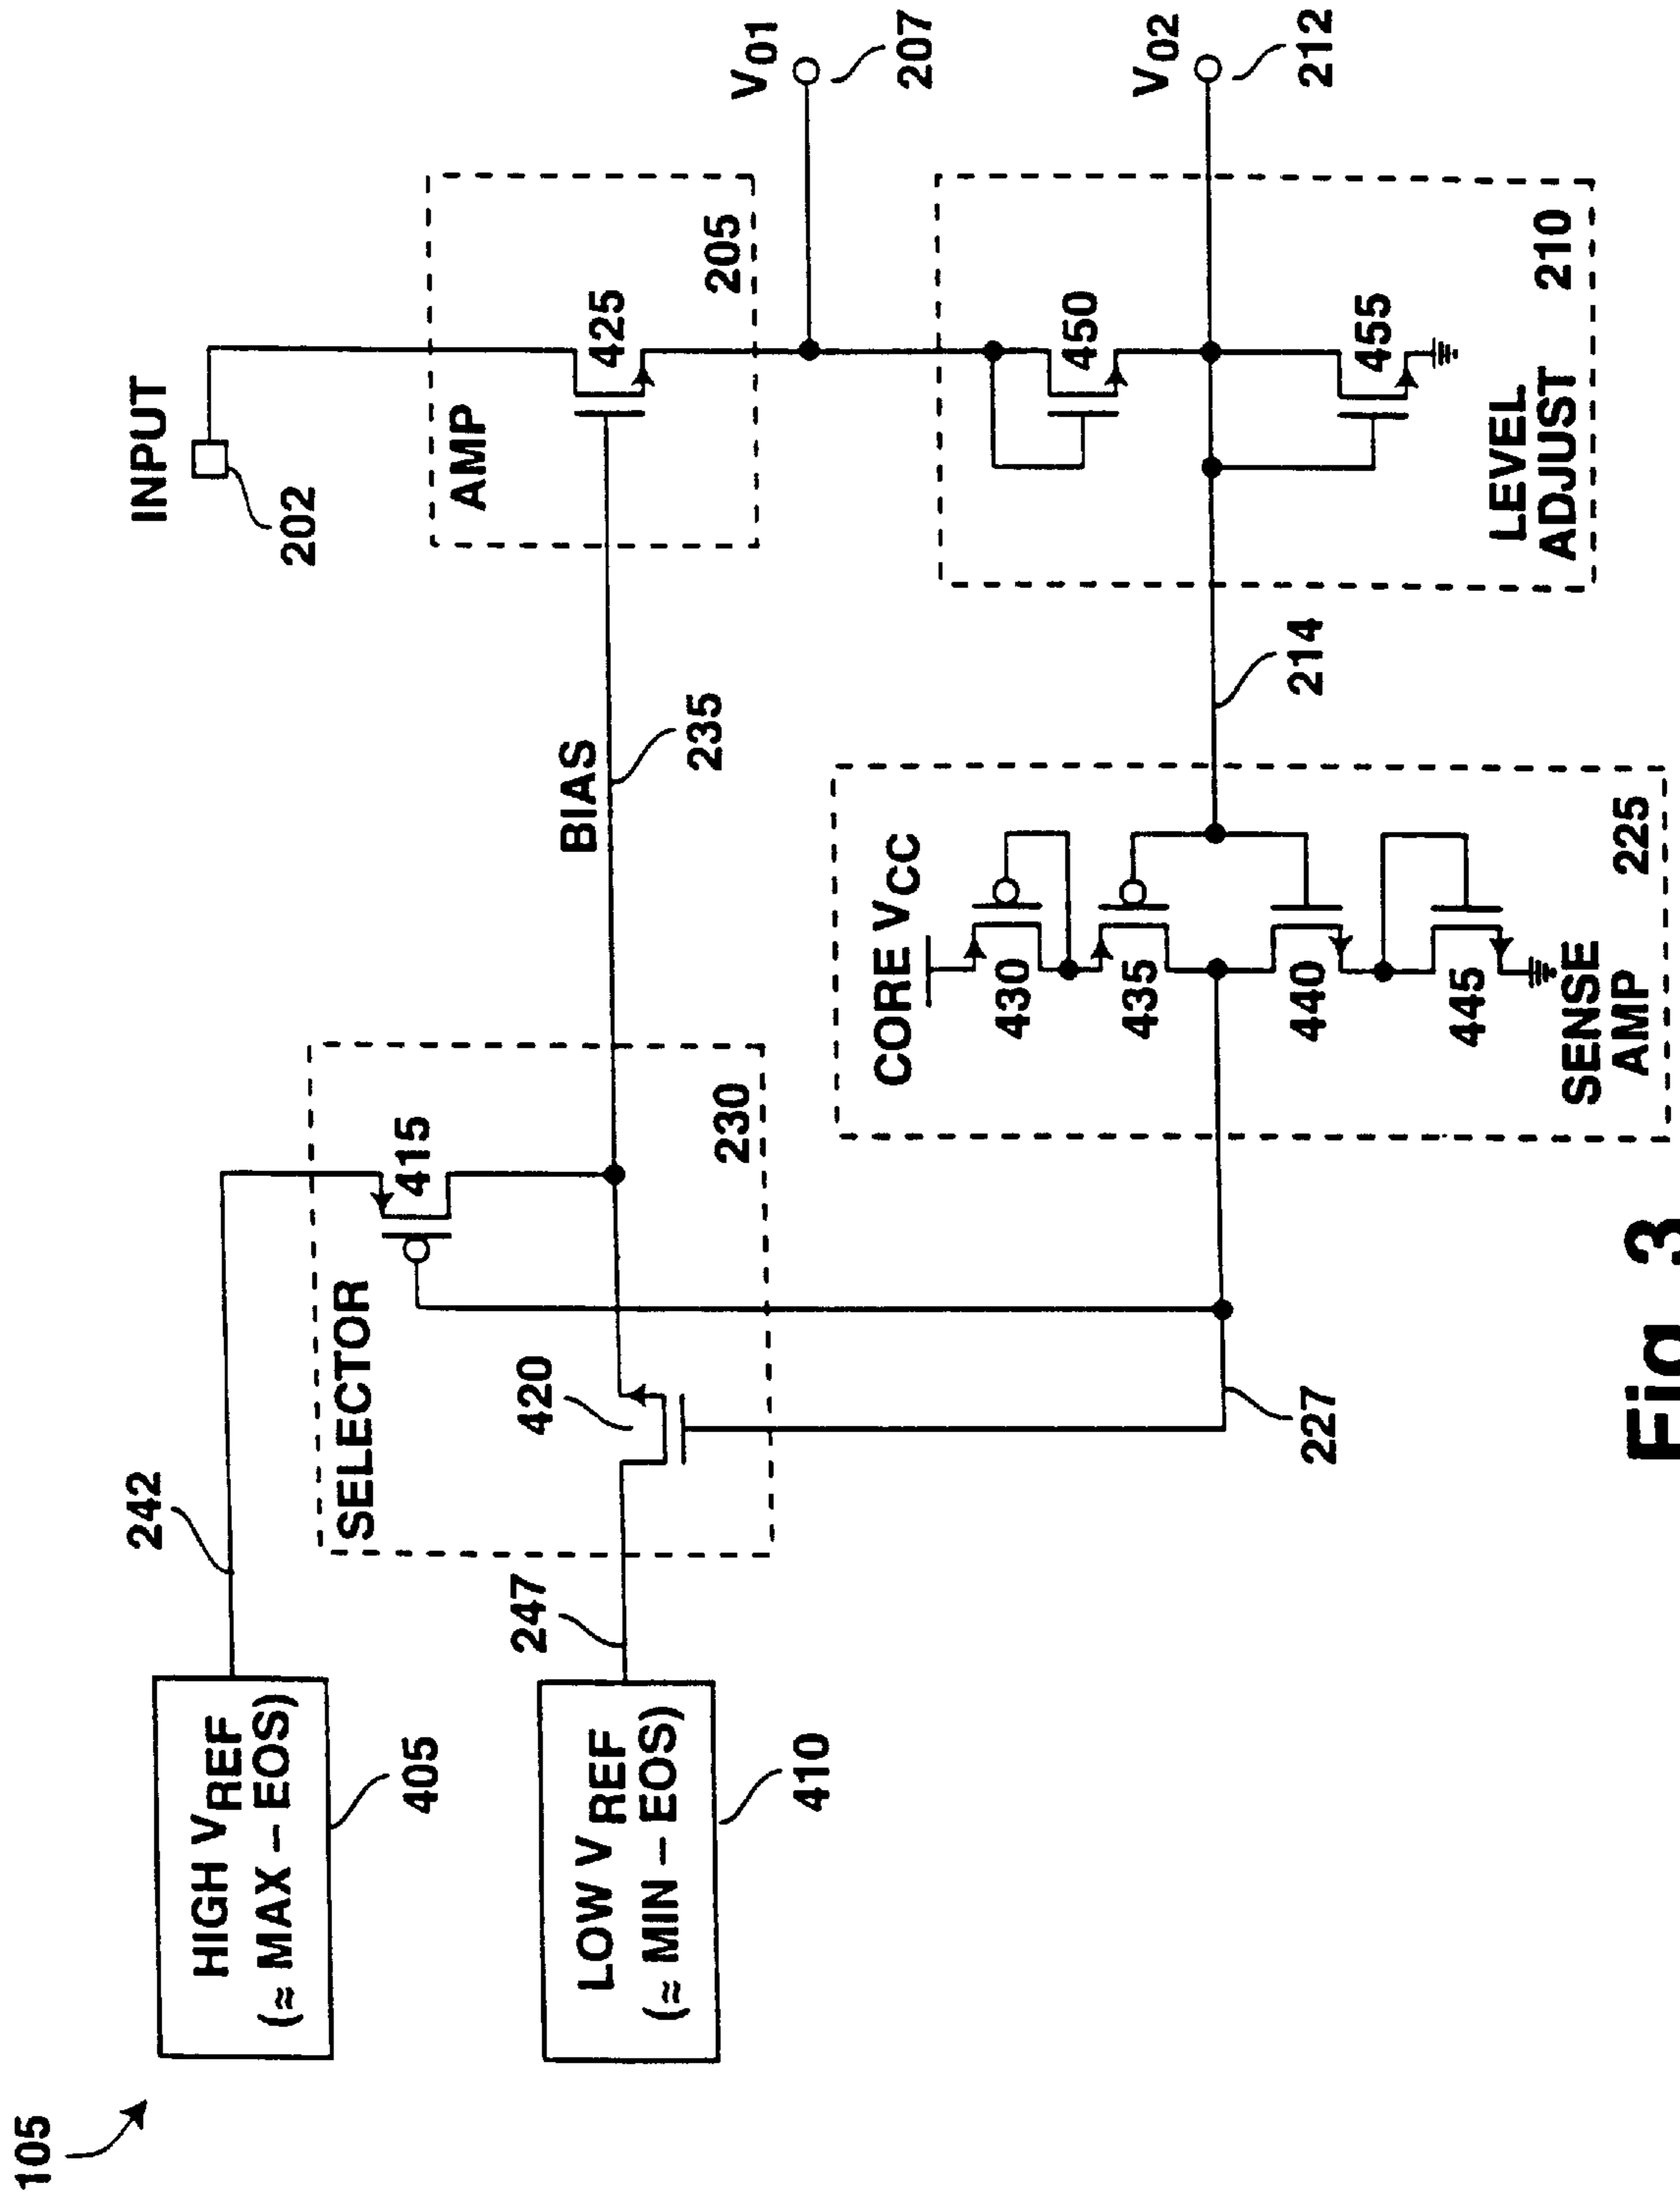 105
HIGH VREF
(≈ MAX – EOS)
405
242
LOW VREF
(≈ MIN – EOS)
410
247
SELECTOR
420
415
230
227
BIAS
235
INPUT
202
AMP
425
205
V01
207
CORE VCC
430
435
440
445
SENSE
AMP
225
214
450
455
LEVEL
ADJUST
210
V02
212
Fig. 3